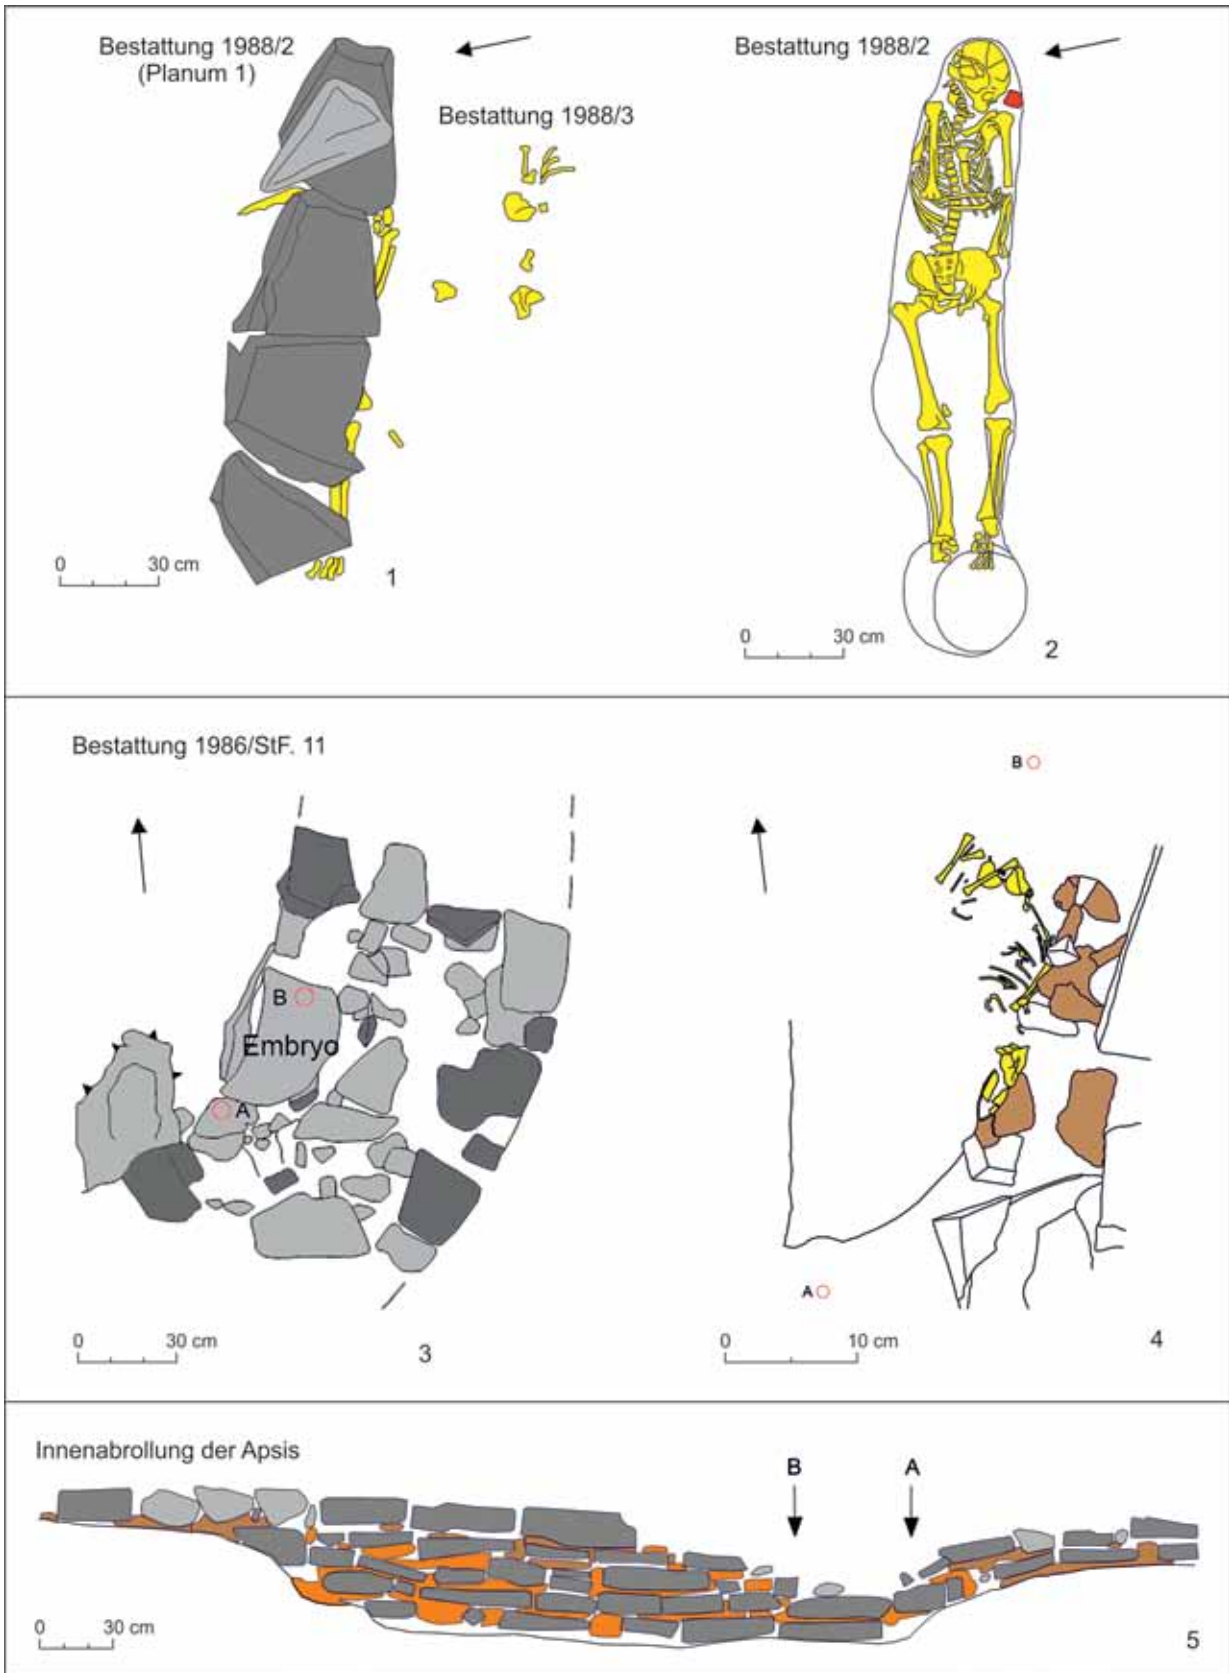 Bestattung 1988/2
(Planum 1)
Bestattung 1988/3
0 30 cm
1
Bestattung 1988/2
0 30 cm
2
Bestattung 1986/StF. 11
B
Embryo
A
0 30 cm
3
B
A
0 10 cm
4
Innenabrollung der Apsis
B A
0 30 cm
5